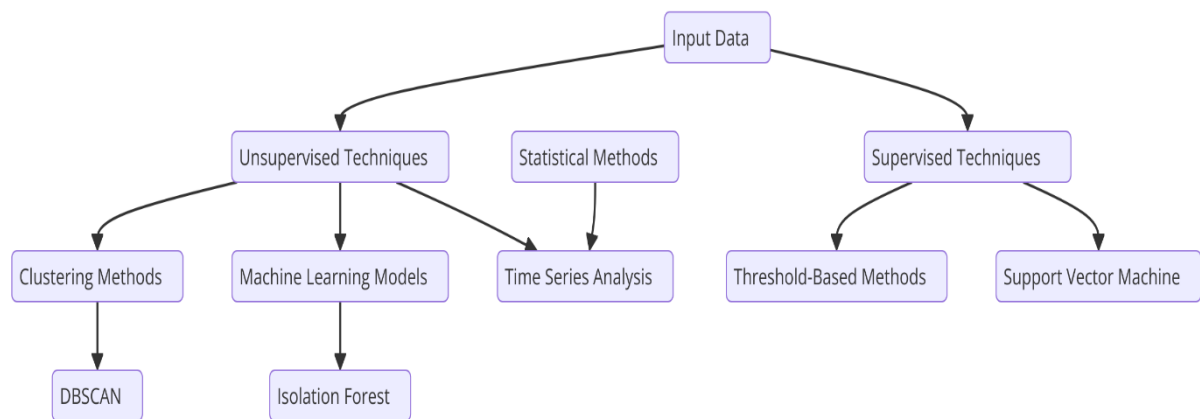 Input Data
Unsupervised Techniques
Statistical Methods
Supervised Techniques
Clustering Methods
Machine Learning Models
Time Series Analysis
Threshold-Based Methods
Support Vector Machine
DBSCAN
Isolation Forest